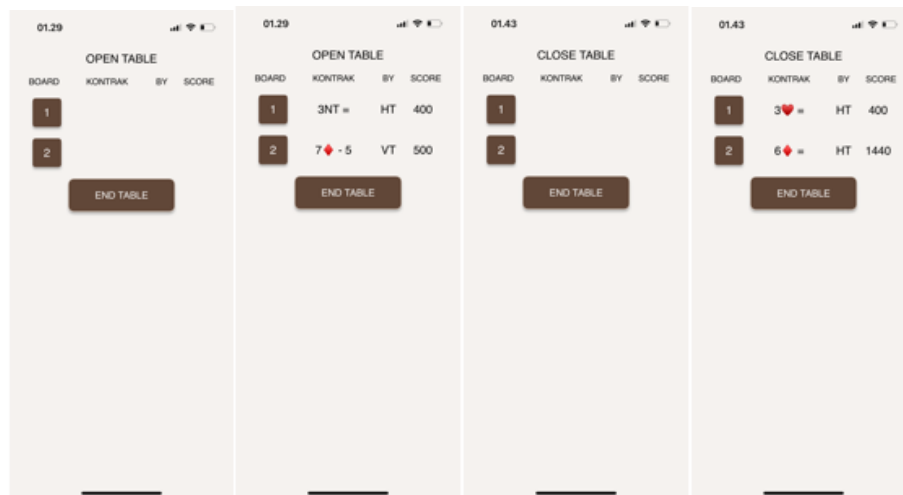 01.29
OPEN TABLE
BOARD KONTRAK BY SCORE
1
2
END TABLE
01.29
OPEN TABLE
BOARD KONTRAK BY SCORE
1 3NT = HT 400
2 7♦ - 5 VT 500
END TABLE
01.43
CLOSE TABLE
BOARD KONTRAK BY SCORE
1
2
END TABLE
01.43
CLOSE TABLE
BOARD KONTRAK BY SCORE
1 3♥ = HT 400
2 6♦ = HT 1440
END TABLE